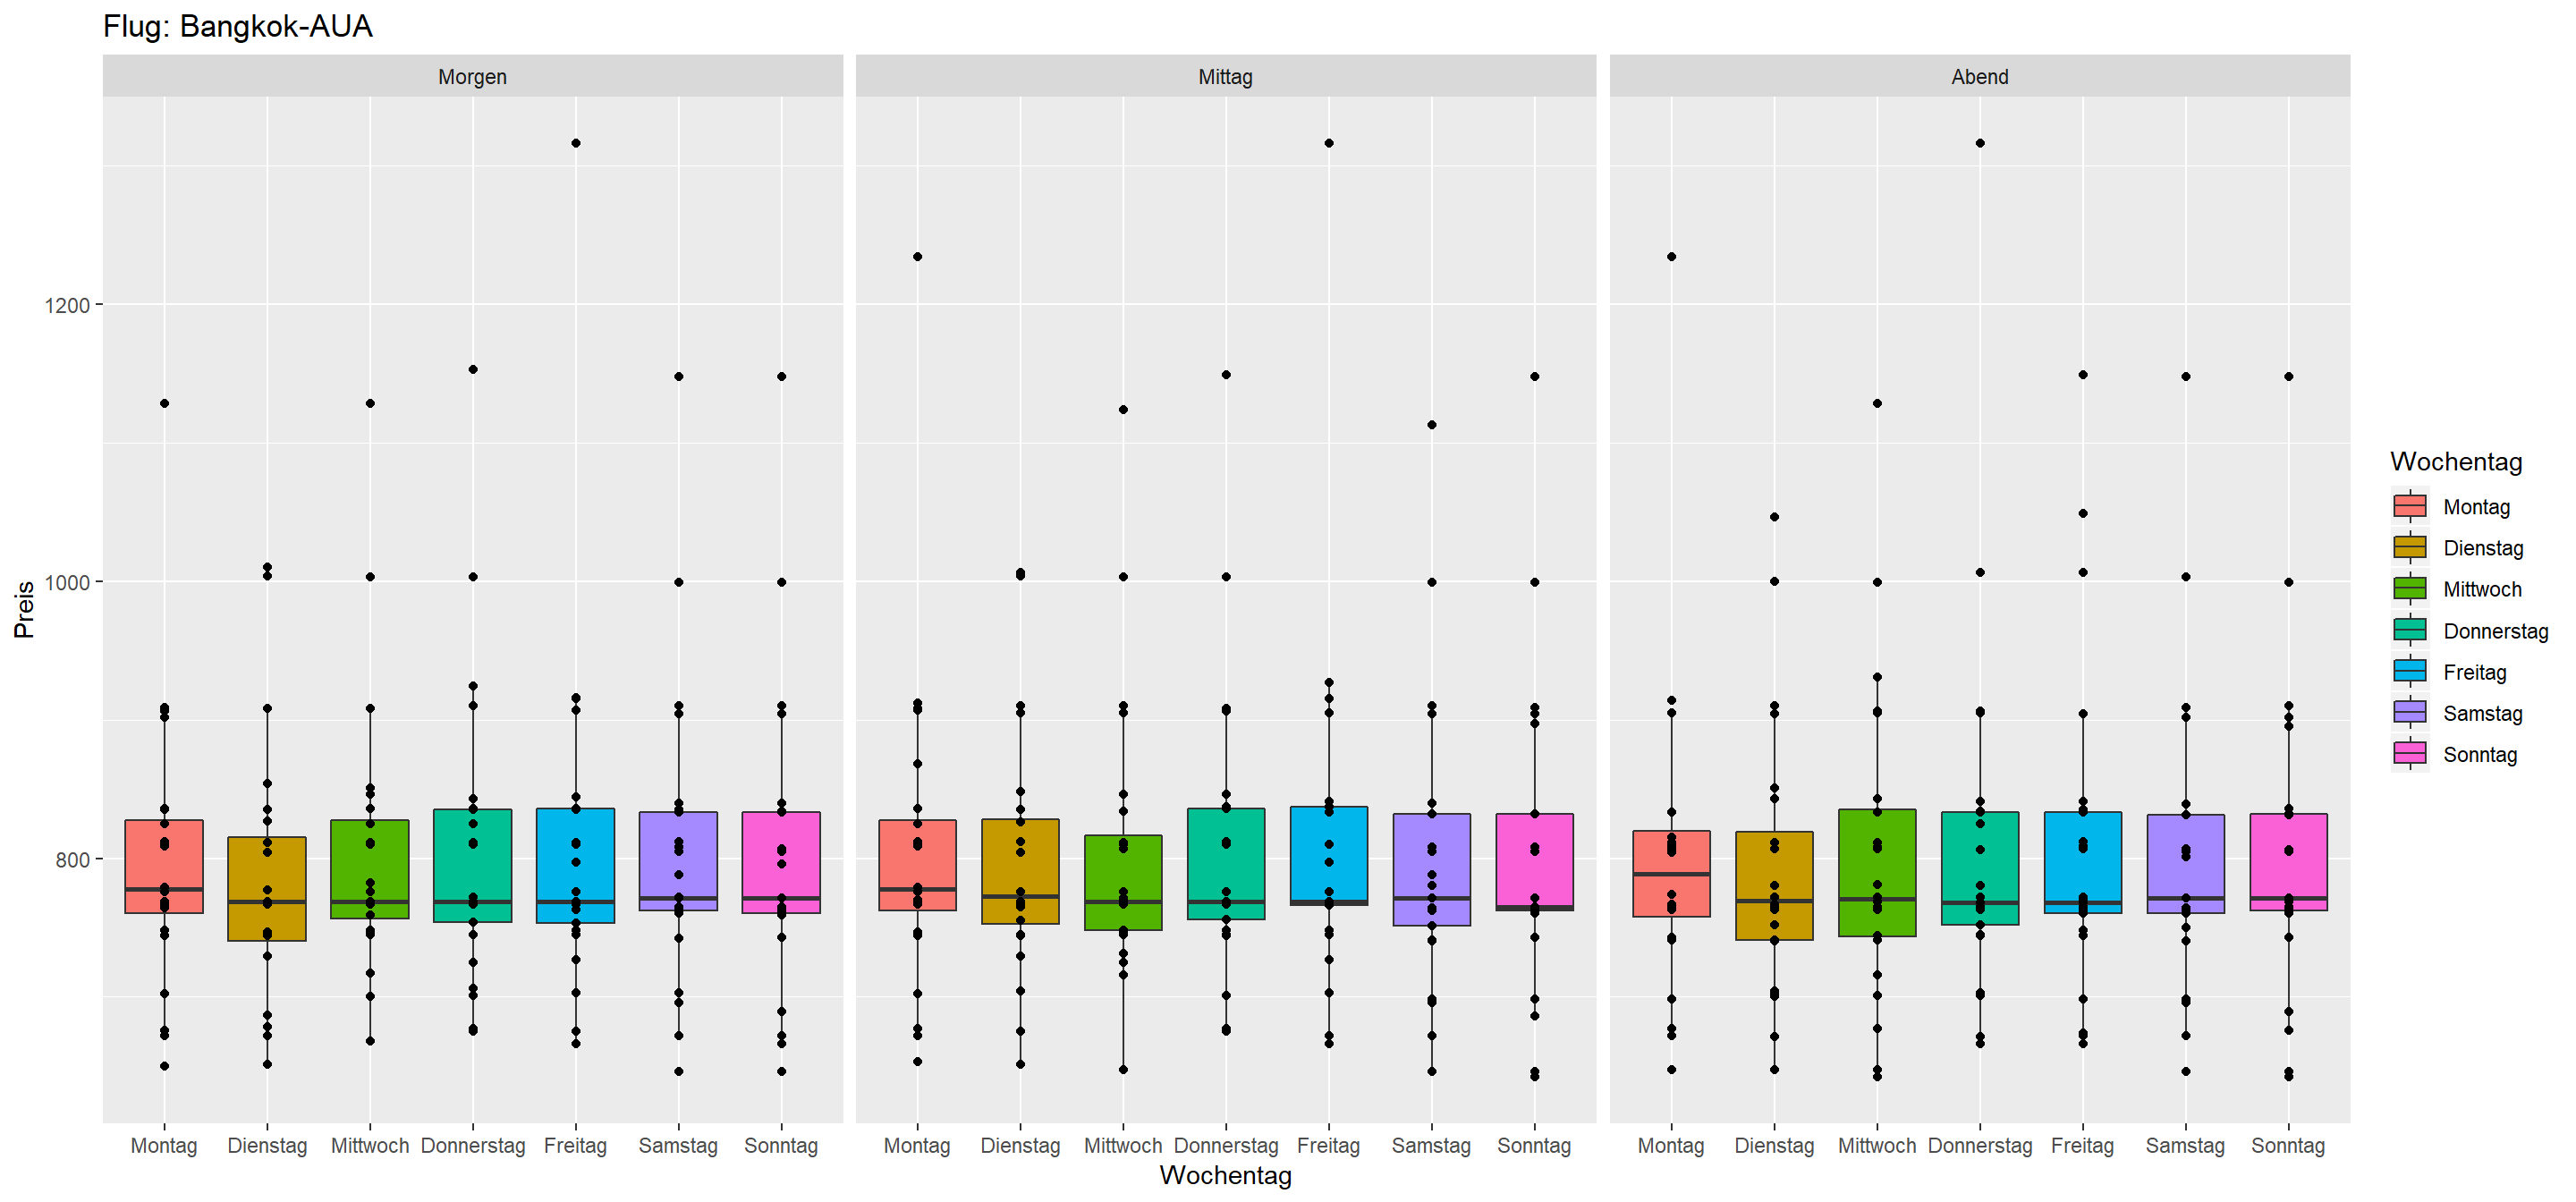 Flug: Bangkok-AUA
Morgen Mittag Abend
Preis
1200
1000
800
Montag Dienstag Mittwoch Donnerstag Freitag Samstag Sonntag Montag Dienstag Mittwoch Donnerstag Freitag Samstag Sonntag Montag Dienstag Mittwoch Donnerstag Freitag Samstag Sonntag
Wochentag
Wochentag
Montag
Dienstag
Mittwoch
Donnerstag
Freitag
Samstag
Sonntag